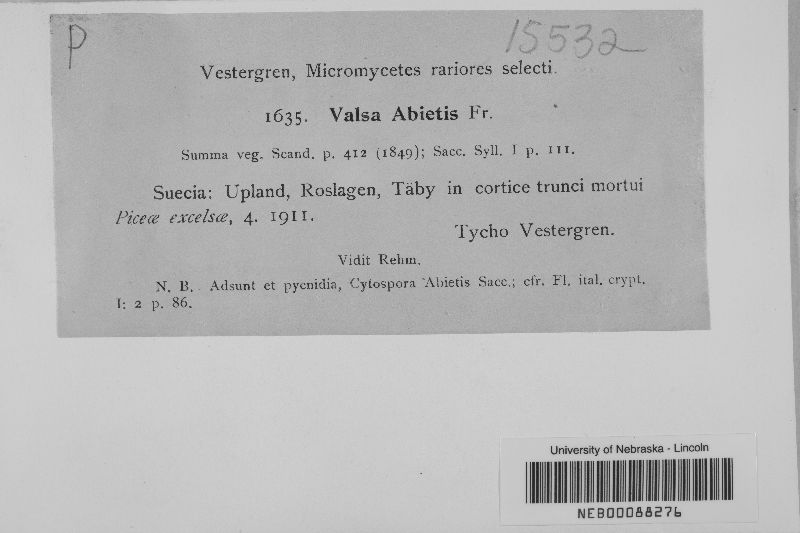 P
15532
Vestergren, Micromycetes rariores selecti.
1635. Valsa Abietis Fr.
Summa veg. Scand. p. 412 (1849); Sacc. Syll. I p. 111.
Suecia: Upland, Roslagen, Täby in cortice trunci mortui
Piceæ excelsæ, 4. 1911.
Tycho Vestergren.
Vidit Rehm.
N. B. Adsunt et pycnidia, Cytospora Abietis Sacc.; cfr. Fl. ital. crypt.
I: 2 p. 86.
University of Nebraska - Lincoln
NEB00088276